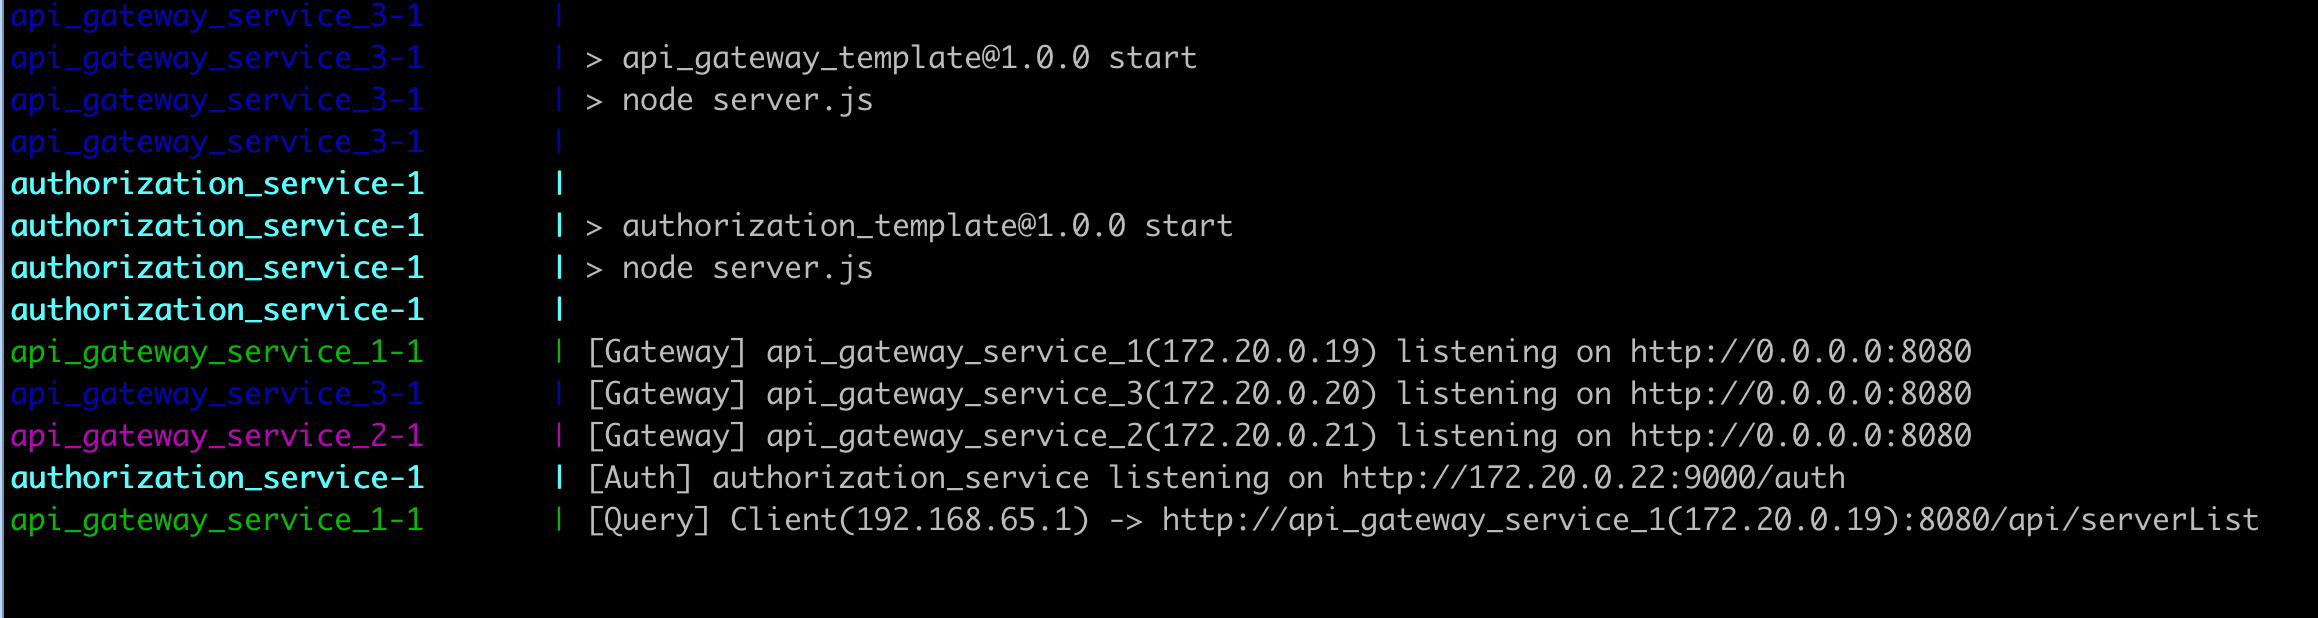 api_gateway_service_3-1 |
api_gateway_service_3-1 | > api_gateway_template@1.0.0 start
api_gateway_service_3-1 | > node server.js
api_gateway_service_3-1 |
authorization_service-1 |
authorization_service-1 | > authorization_template@1.0.0 start
authorization_service-1 | > node server.js
authorization_service-1 |
api_gateway_service_1-1 | [Gateway] api_gateway_service_1(172.20.0.19) listening on http://0.0.0.0:8080
api_gateway_service_3-1 | [Gateway] api_gateway_service_3(172.20.0.20) listening on http://0.0.0.0:8080
api_gateway_service_2-1 | [Gateway] api_gateway_service_2(172.20.0.21) listening on http://0.0.0.0:8080
authorization_service-1 | [Auth] authorization_service listening on http://172.20.0.22:9000/auth
api_gateway_service_1-1 | [Query] Client(192.168.65.1) -> http://api_gateway_service_1(172.20.0.19):8080/api/serverList